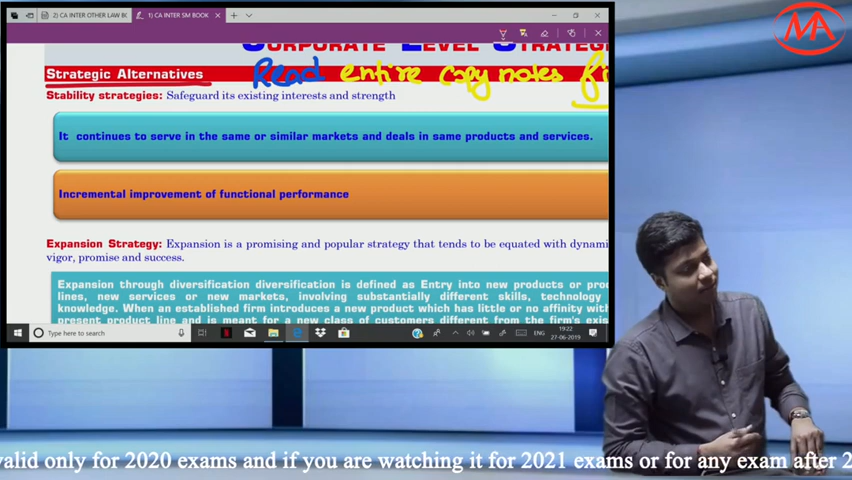 2) CA INTER OTHER LAW BO
1) CA INTER SM BOOK
MA
CORPORATE LEVEL STRATEG
Strategic Alternatives
Read entire copy notes fi
Stability strategies: Safeguard its existing interests and strength
It continues to serve in the same or similar markets and deals in same products and services.
Incremental improvement of functional performance
Expansion Strategy: Expansion is a promising and popular strategy that tends to be equated with dynami
vigor, promise and success.
Expansion through diversification diversification is defined as Entry into new products or prod
lines, new services or new markets, involving substantially different skills, technology
knowledge. When an established firm introduces a new product which has little or no affinity with
present product line and is meant for a new class of customers different from the firm's exis
Type here to search
ENG
19:22
27-06-2019
valid only for 2020 exams and if you are watching it for 2021 exams or for any exam after 2